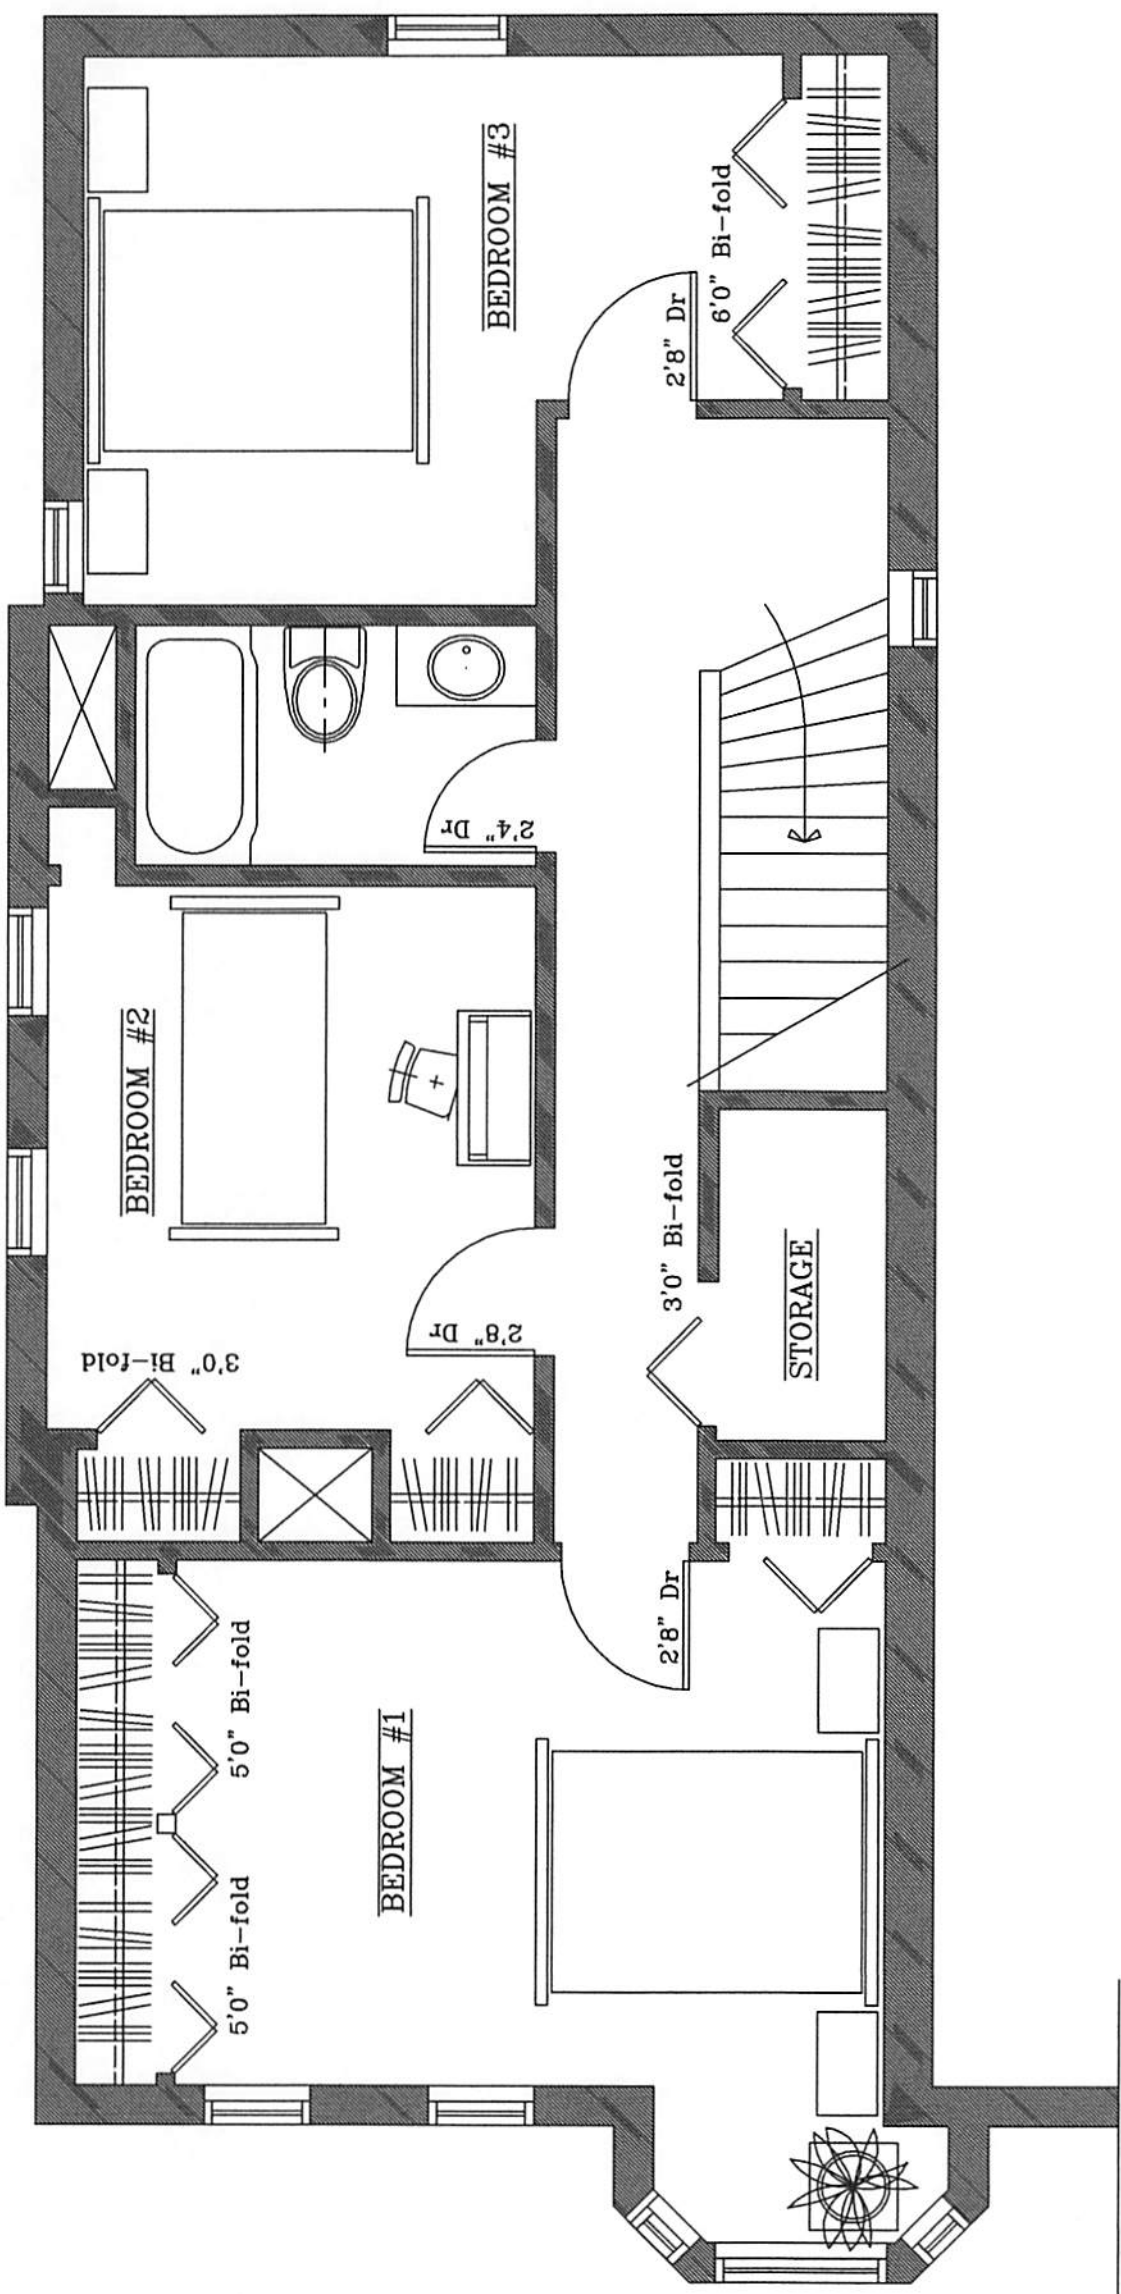 BEDROOM #3
6'0" Bi-fold
2'8" Dr
2'4" Dr
BEDROOM #2
3'0" Bi-fold
2'8" Dr
3'0" Bi-fold
STORAGE
2'8" Dr
BEDROOM #1
5'0" Bi-fold
5'0" Bi-fold